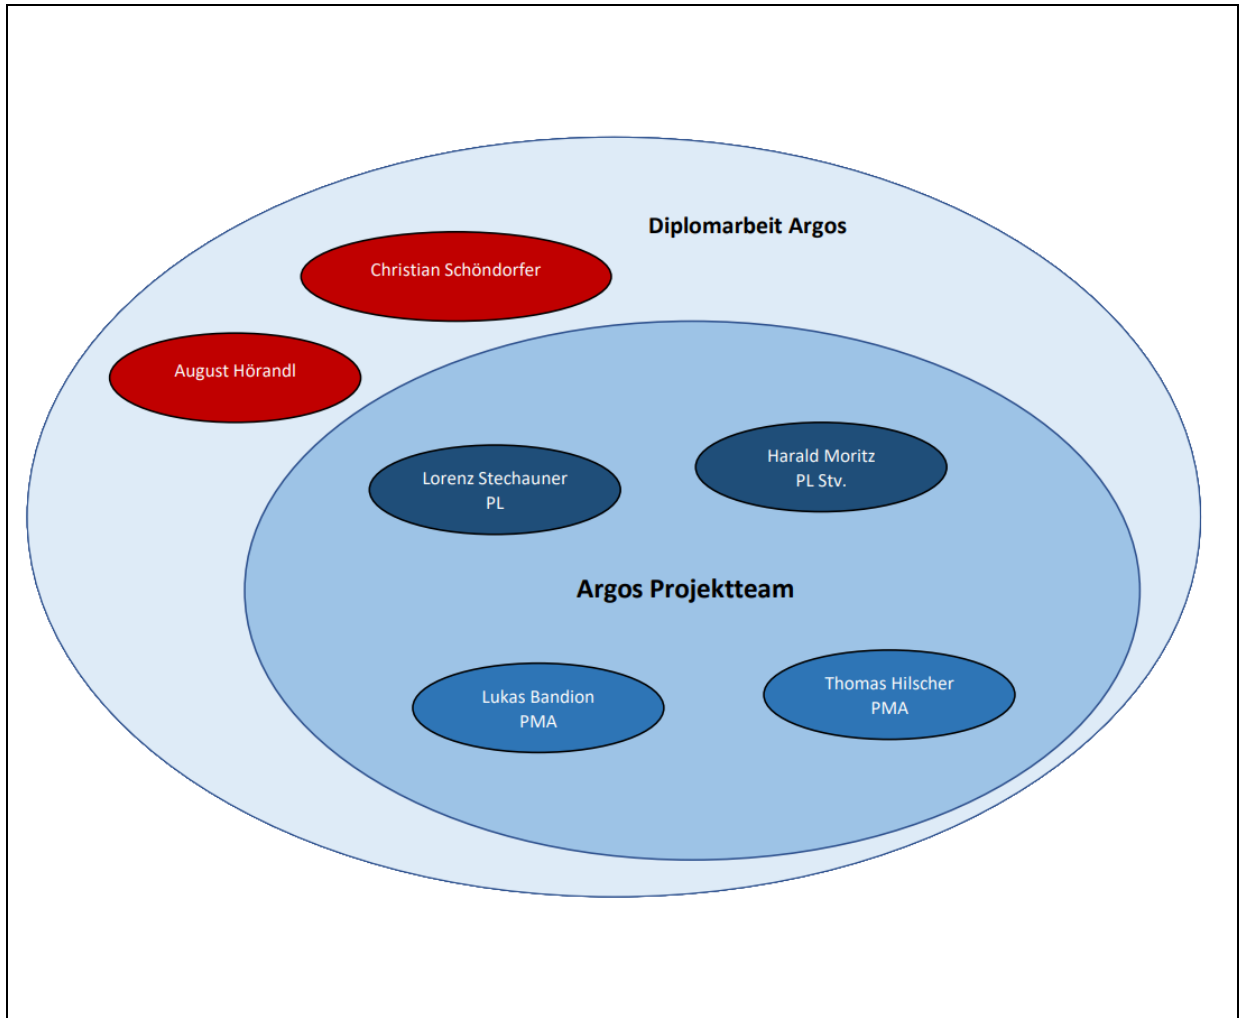 Diplomarbeit Argos
Christian Schöndorfer
August Hörandl
Harald Moritz
PL Stv.
Lorenz Stechauner
PL
Argos Projektteam
Thomas Hilscher
PMA
Lukas Bandion
PMA